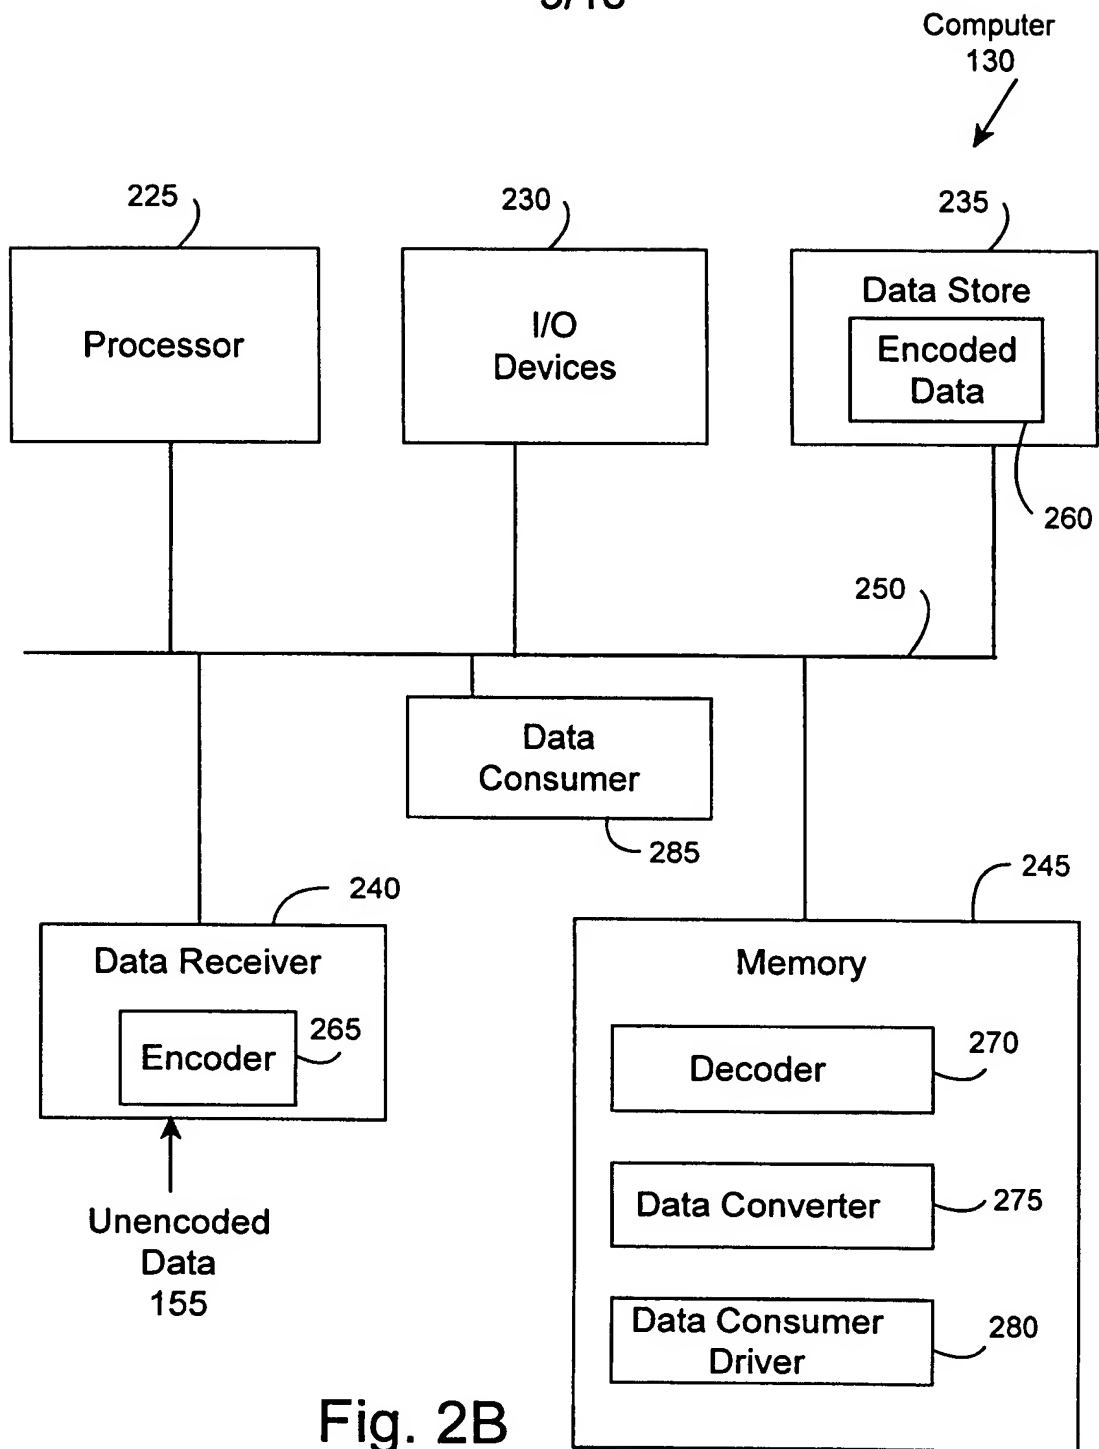 Computer
130
225
230
235
Processor
I/O
Devices
Data Store
Encoded
Data
260
250
Data
Consumer
285
240
245
Data Receiver
Memory
265
Encoder
270
Decoder
Unencoded
Data
155
275
Data Converter
280
Data Consumer
Driver
Fig. 2B